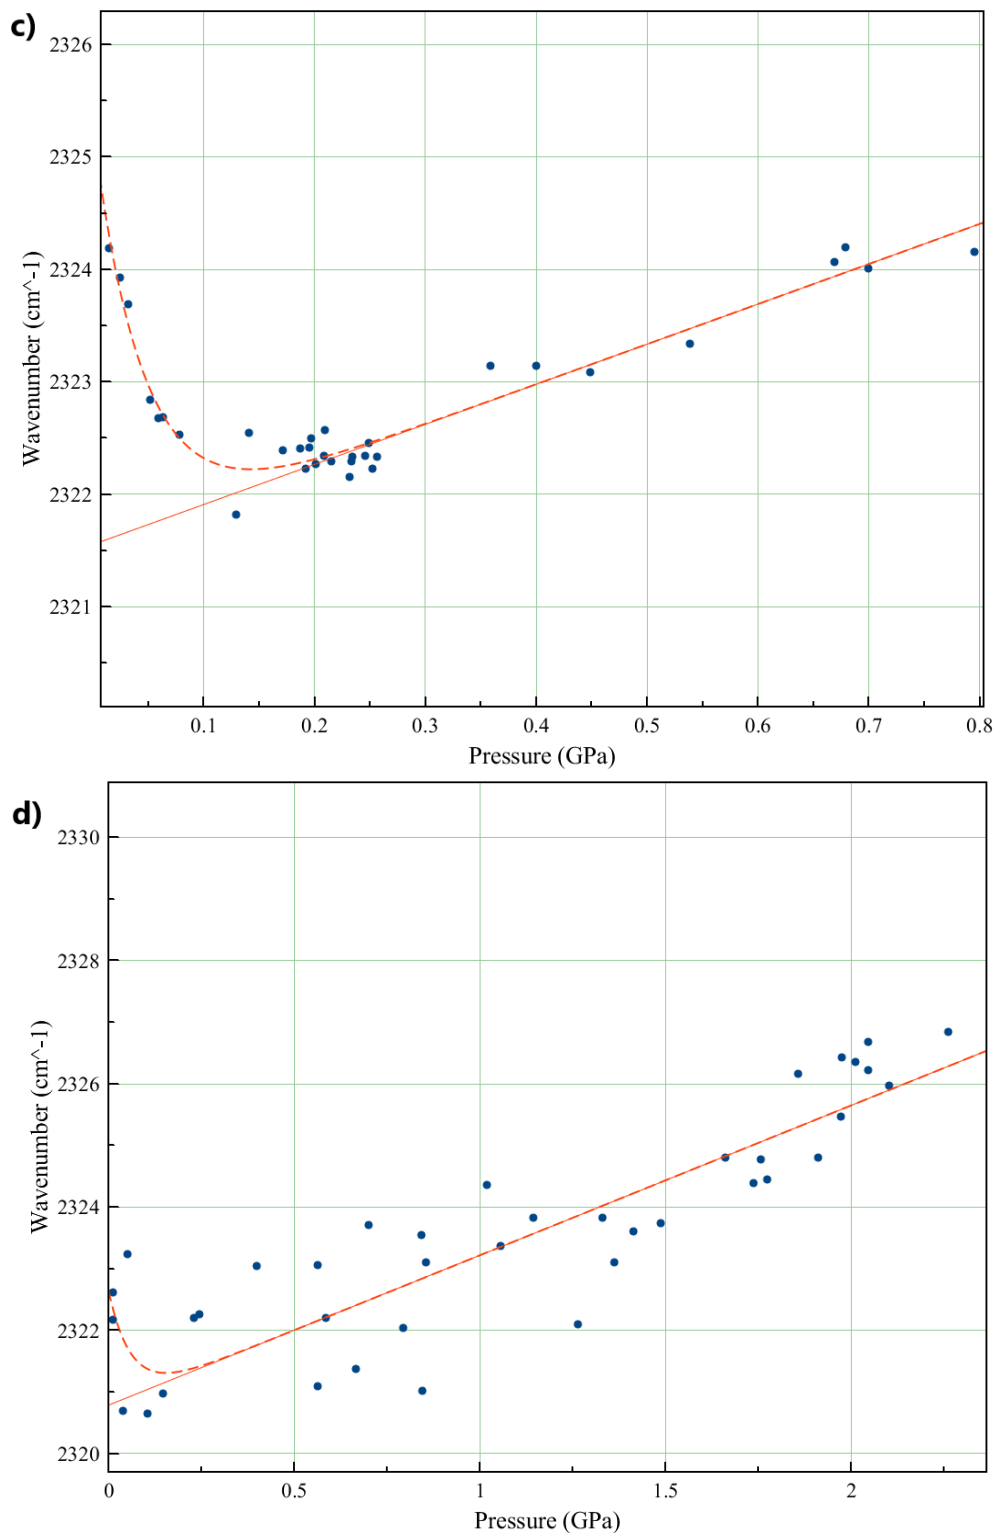 c)
2326
2325
2324
2323
2322
2321
Wavenumber (cm^-1)
0.1 0.2 0.3 0.4 0.5 0.6 0.7 0.8
Pressure (GPa)
d)
2330
2328
2326
2324
2322
2320
Wavenumber (cm^-1)
0 0.5 1 1.5 2
Pressure (GPa)